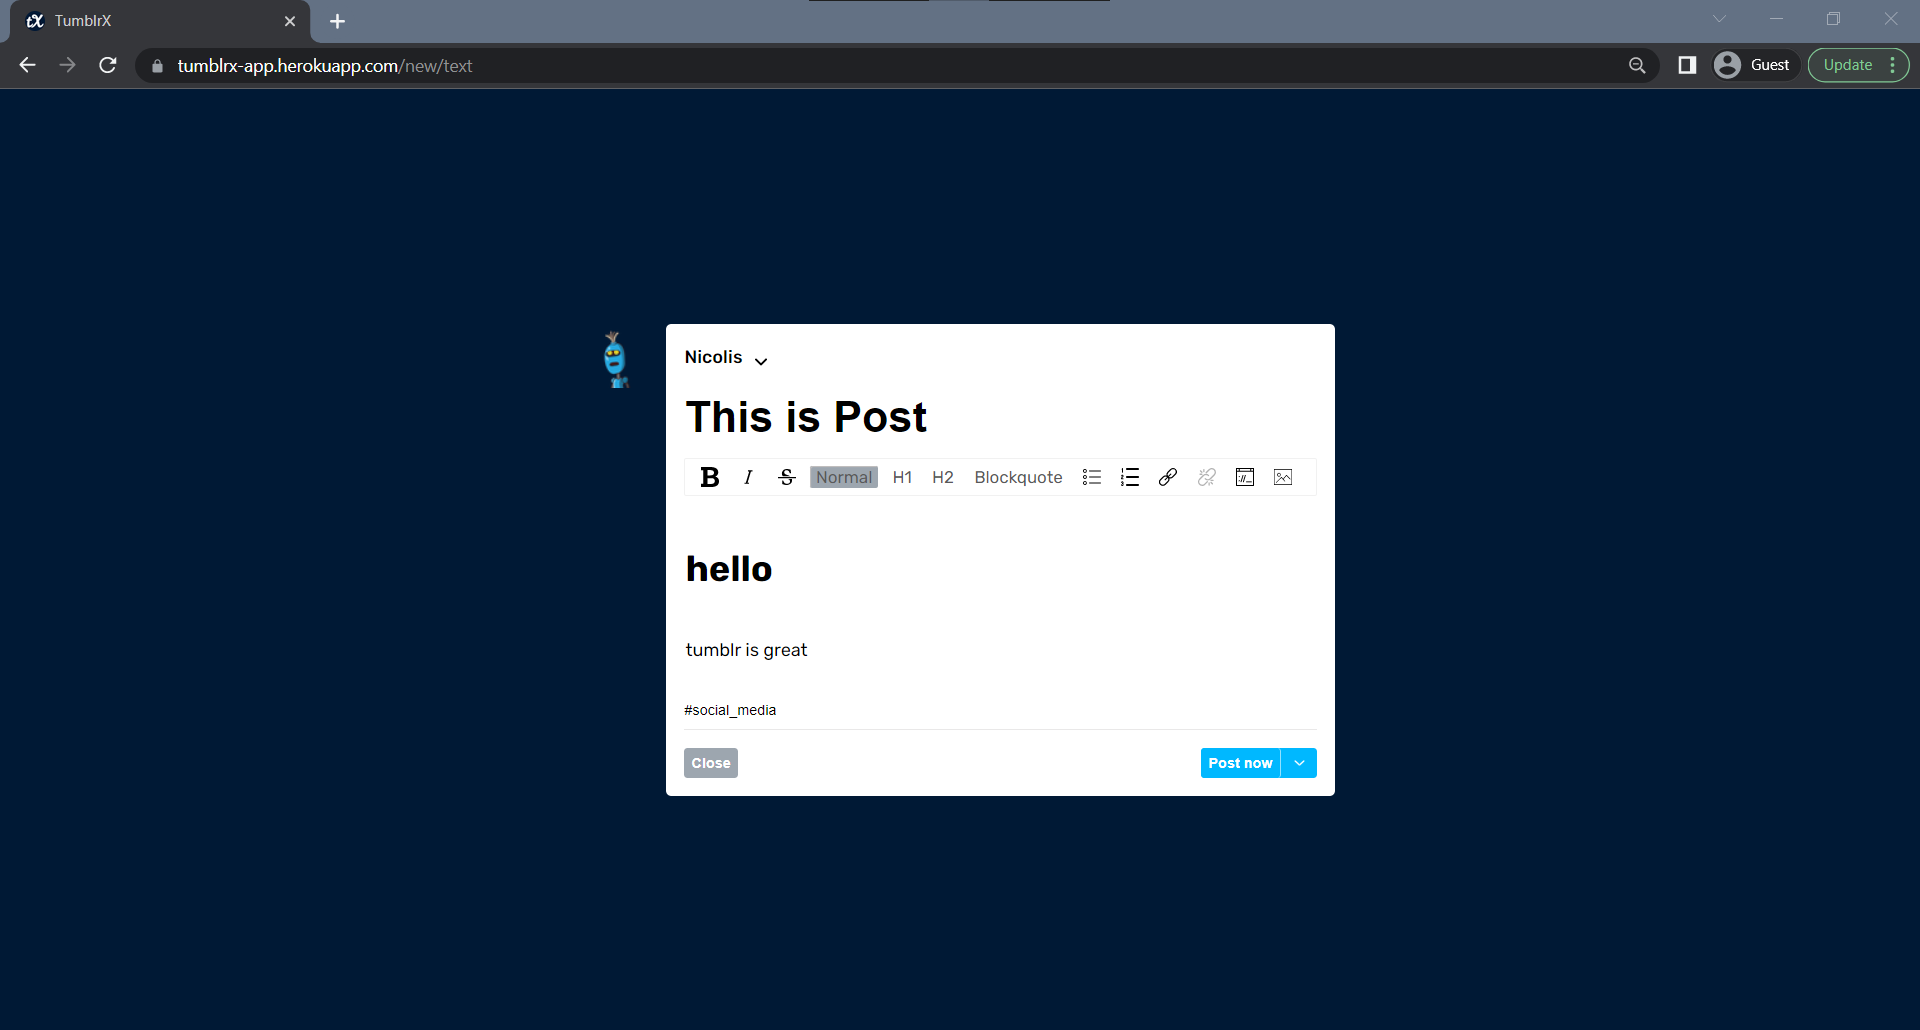 tX TumblrX
tumblrx-app.herokuapp.com/new/text
Guest
Update
Nicolis
This is Post
B I S Normal H1 H2 Blockquote
hello
tumblr is great
#social_media
Close
Post now